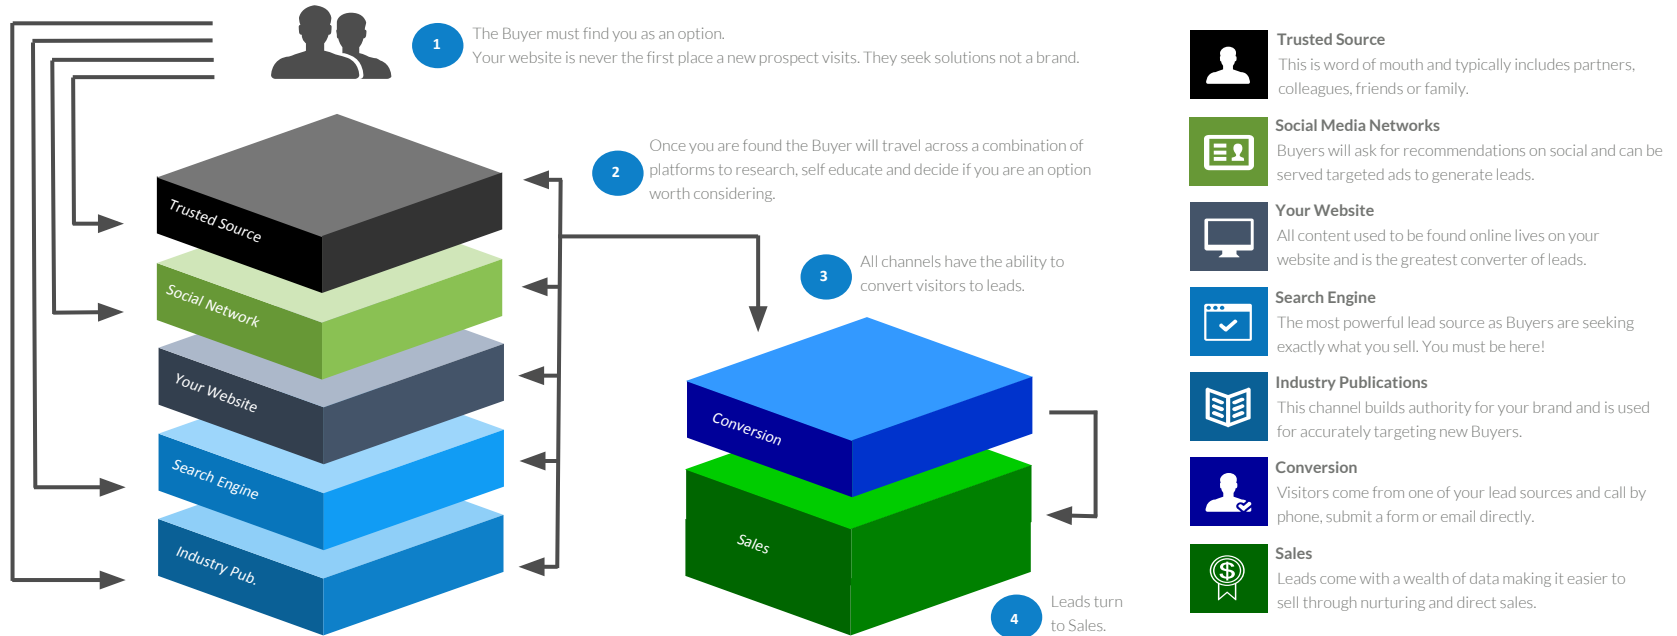 1
The Buyer must find you as an option.
Your website is never the first place a new prospect visits. They seek solutions not a brand.
2
Once you are found the Buyer will travel across a combination of
platforms to research, self educate and decide if you are an option
worth considering.
3
All channels have the ability to
convert visitors to leads.
4
Leads turn
to Sales.
Trusted Source
Social Network
Your Website
Search Engine
Industry Pub.
Conversion
Sales
Trusted Source
This is word of mouth and typically includes partners,
colleagues, friends or family.
Social Media Networks
Buyers will ask for recommendations on social and can be
served targeted ads to generate leads.
Your Website
All content used to be found online lives on your
website and is the greatest converter of leads.
Search Engine
The most powerful lead source as Buyers are seeking
exactly what you sell. You must be here!
Industry Publications
This channel builds authority for your brand and is used
for accurately targeting new Buyers.
Conversion
Visitors come from one of your lead sources and call by
phone, submit a form or email directly.
$
Sales
Leads come with a wealth of data making it easier to
sell through nurturing and direct sales.